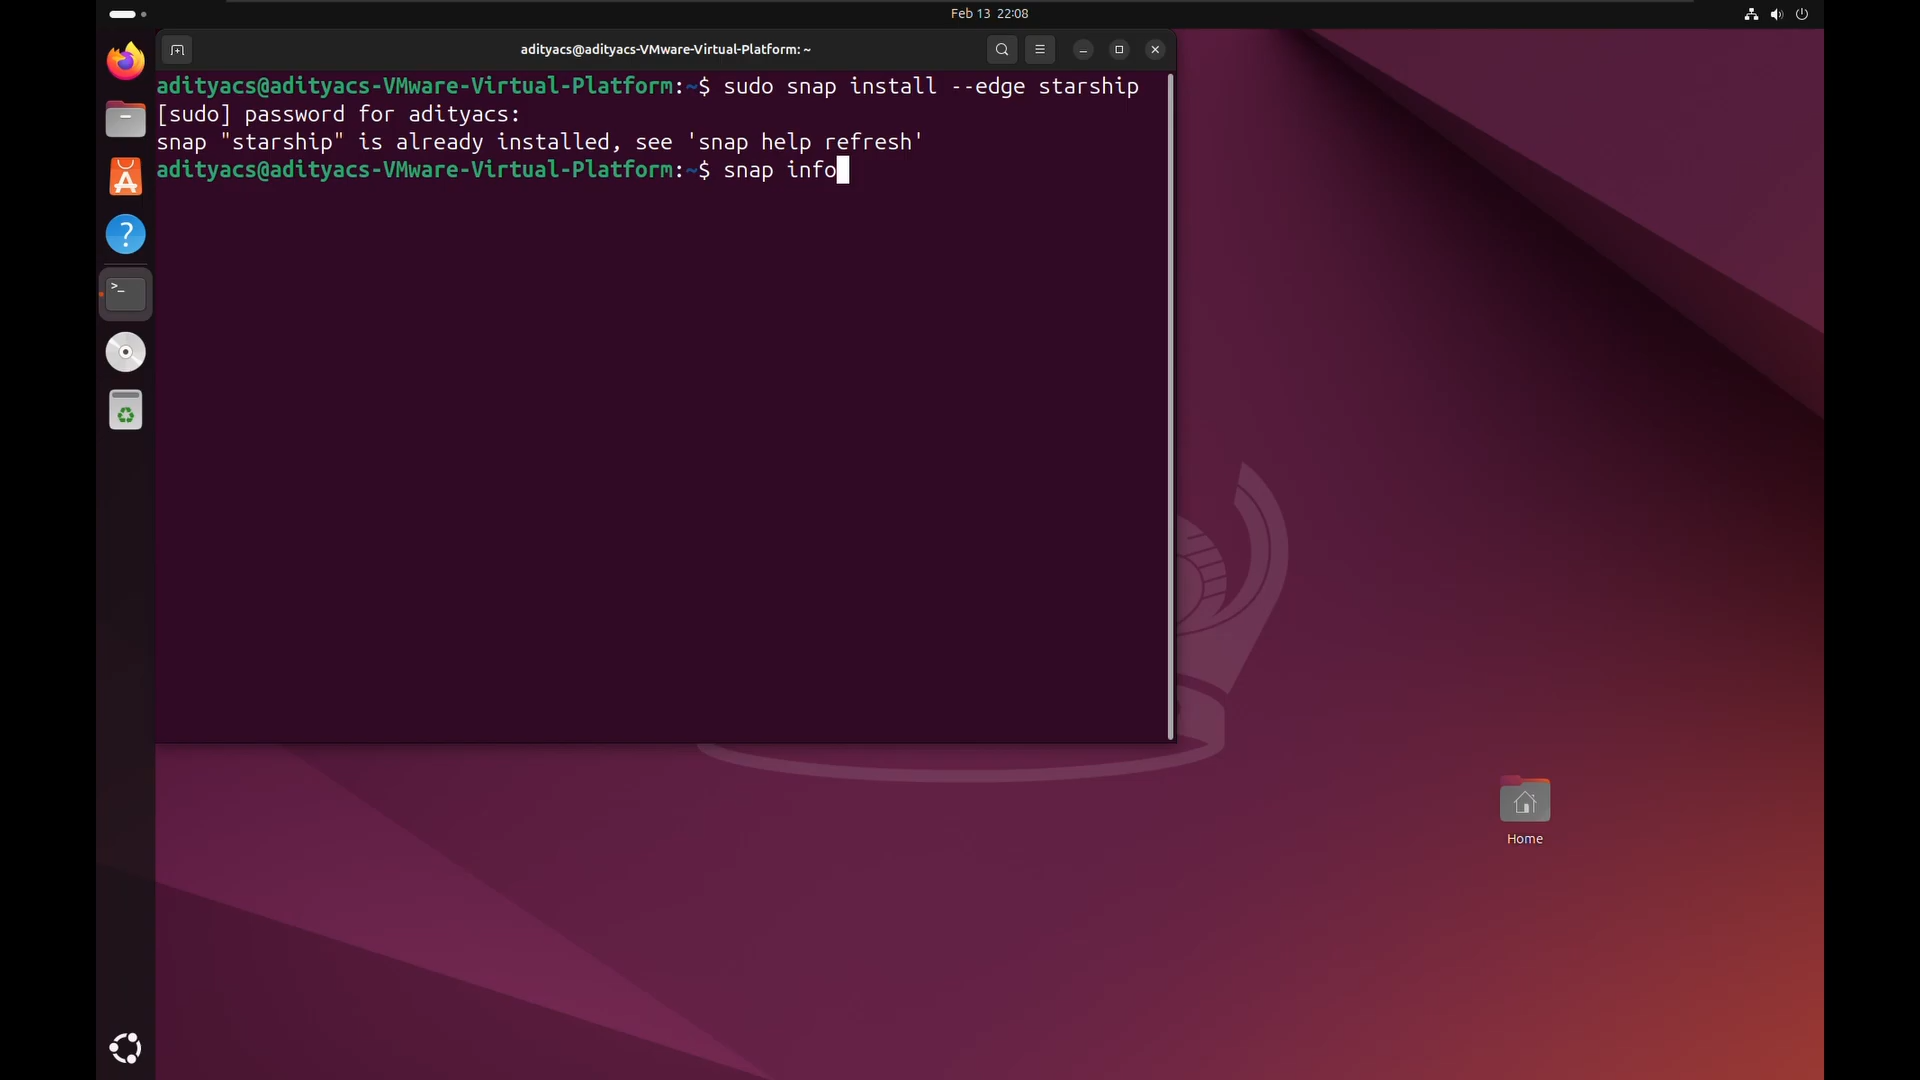 Feb 13 22:08
adityacs@adityacs-VMware-Virtual-Platform: ~
adityacs@adityacs-VMware-Virtual-Platform:~$ sudo snap install --edge starship
[sudo] password for adityacs:
snap "starship" is already installed, see 'snap help refresh'
adityacs@adityacs-VMware-Virtual-Platform:~$ snap info
Home